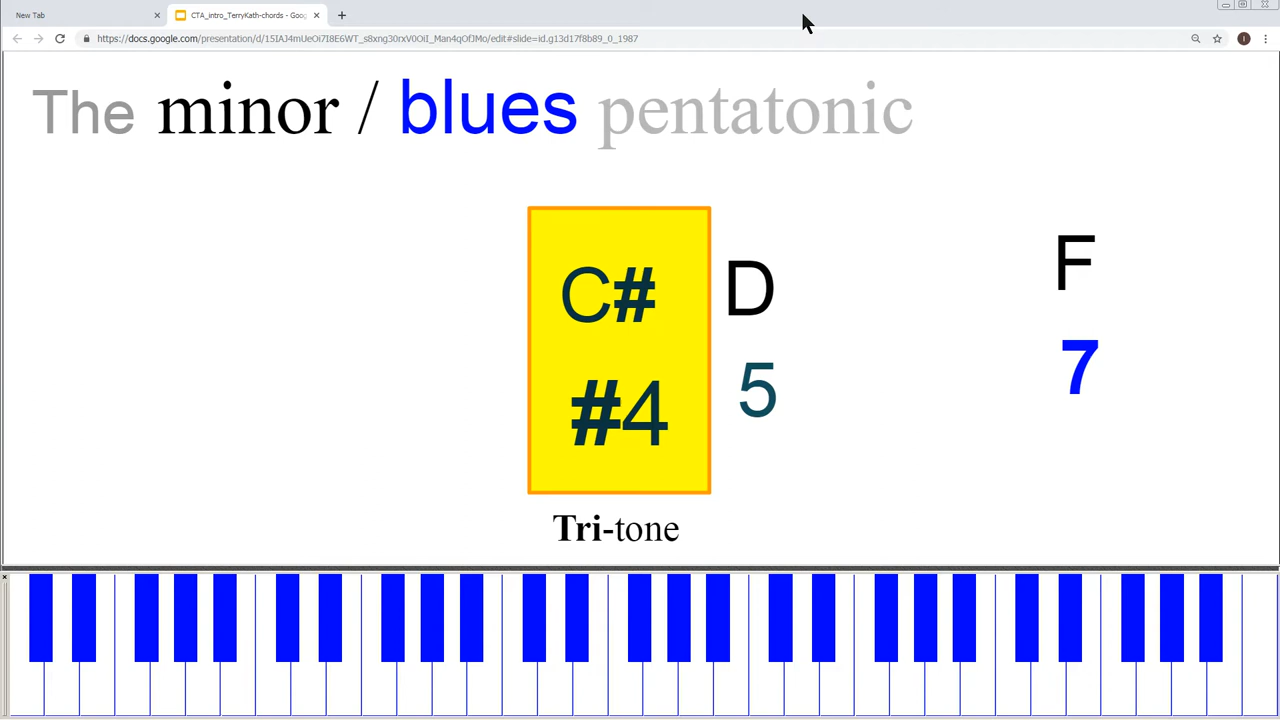 New Tab
CTA_intro_TerryKath-chords - Goog
https://docs.google.com/presentation/d/15IAJ4mUeOi7I8E6WT_s8xng30rxV0OiI_Man4qOfJMo/edit#slide=id.g13d17f8b89_0_1987
The minor / blues pentatonic
C# D F
#4 5 7
Tri-tone